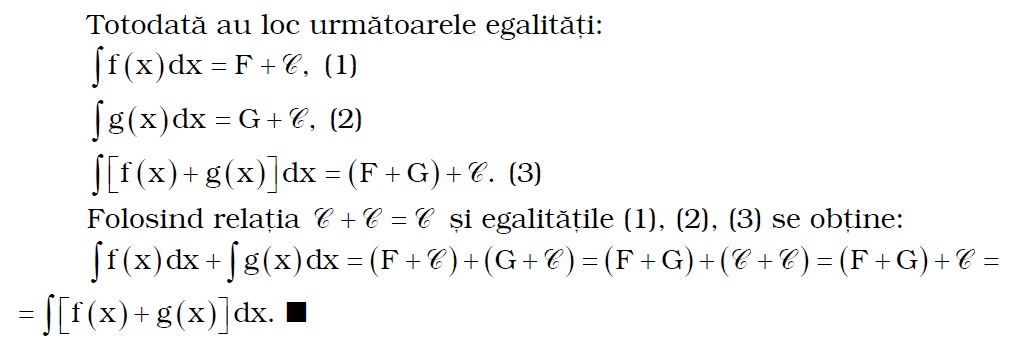 Totodată au loc următoarele egalități:
∫f(x)dx = F + 𝒞, (1)
∫g(x)dx = G + 𝒞, (2)
∫[f(x) + g(x)]dx = (F + G) + 𝒞. (3)
Folosind relația 𝒞 + 𝒞 = 𝒞 și egalitățile (1), (2), (3) se obține:
∫f(x)dx + ∫g(x)dx = (F + 𝒞) + (G + 𝒞) = (F + G) + (𝒞 + 𝒞) = (F + G) + 𝒞 =
= ∫[f(x) + g(x)]dx. ■